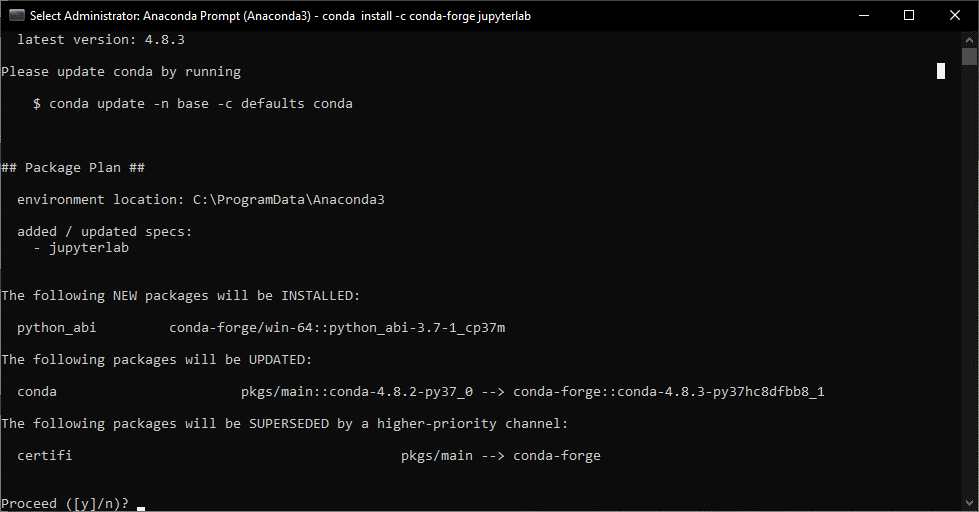 Select Administrator: Anaconda Prompt (Anaconda3) - conda  install -c conda-forge jupyterlab
latest version: 4.8.3
Please update conda by running
$ conda update -n base -c defaults conda
## Package Plan ##
environment location: C:\ProgramData\Anaconda3
added / updated specs:
- jupyterlab
The following NEW packages will be INSTALLED:
python_abi         conda-forge/win-64::python_abi-3.7-1_cp37m
The following packages will be UPDATED:
conda                       pkgs/main::conda-4.8.2-py37_0 --> conda-forge::conda-4.8.3-py37hc8dfbb8_1
The following packages will be SUPERSEDED by a higher-priority channel:
certifi                                         pkgs/main --> conda-forge
Proceed ([y]/n)?